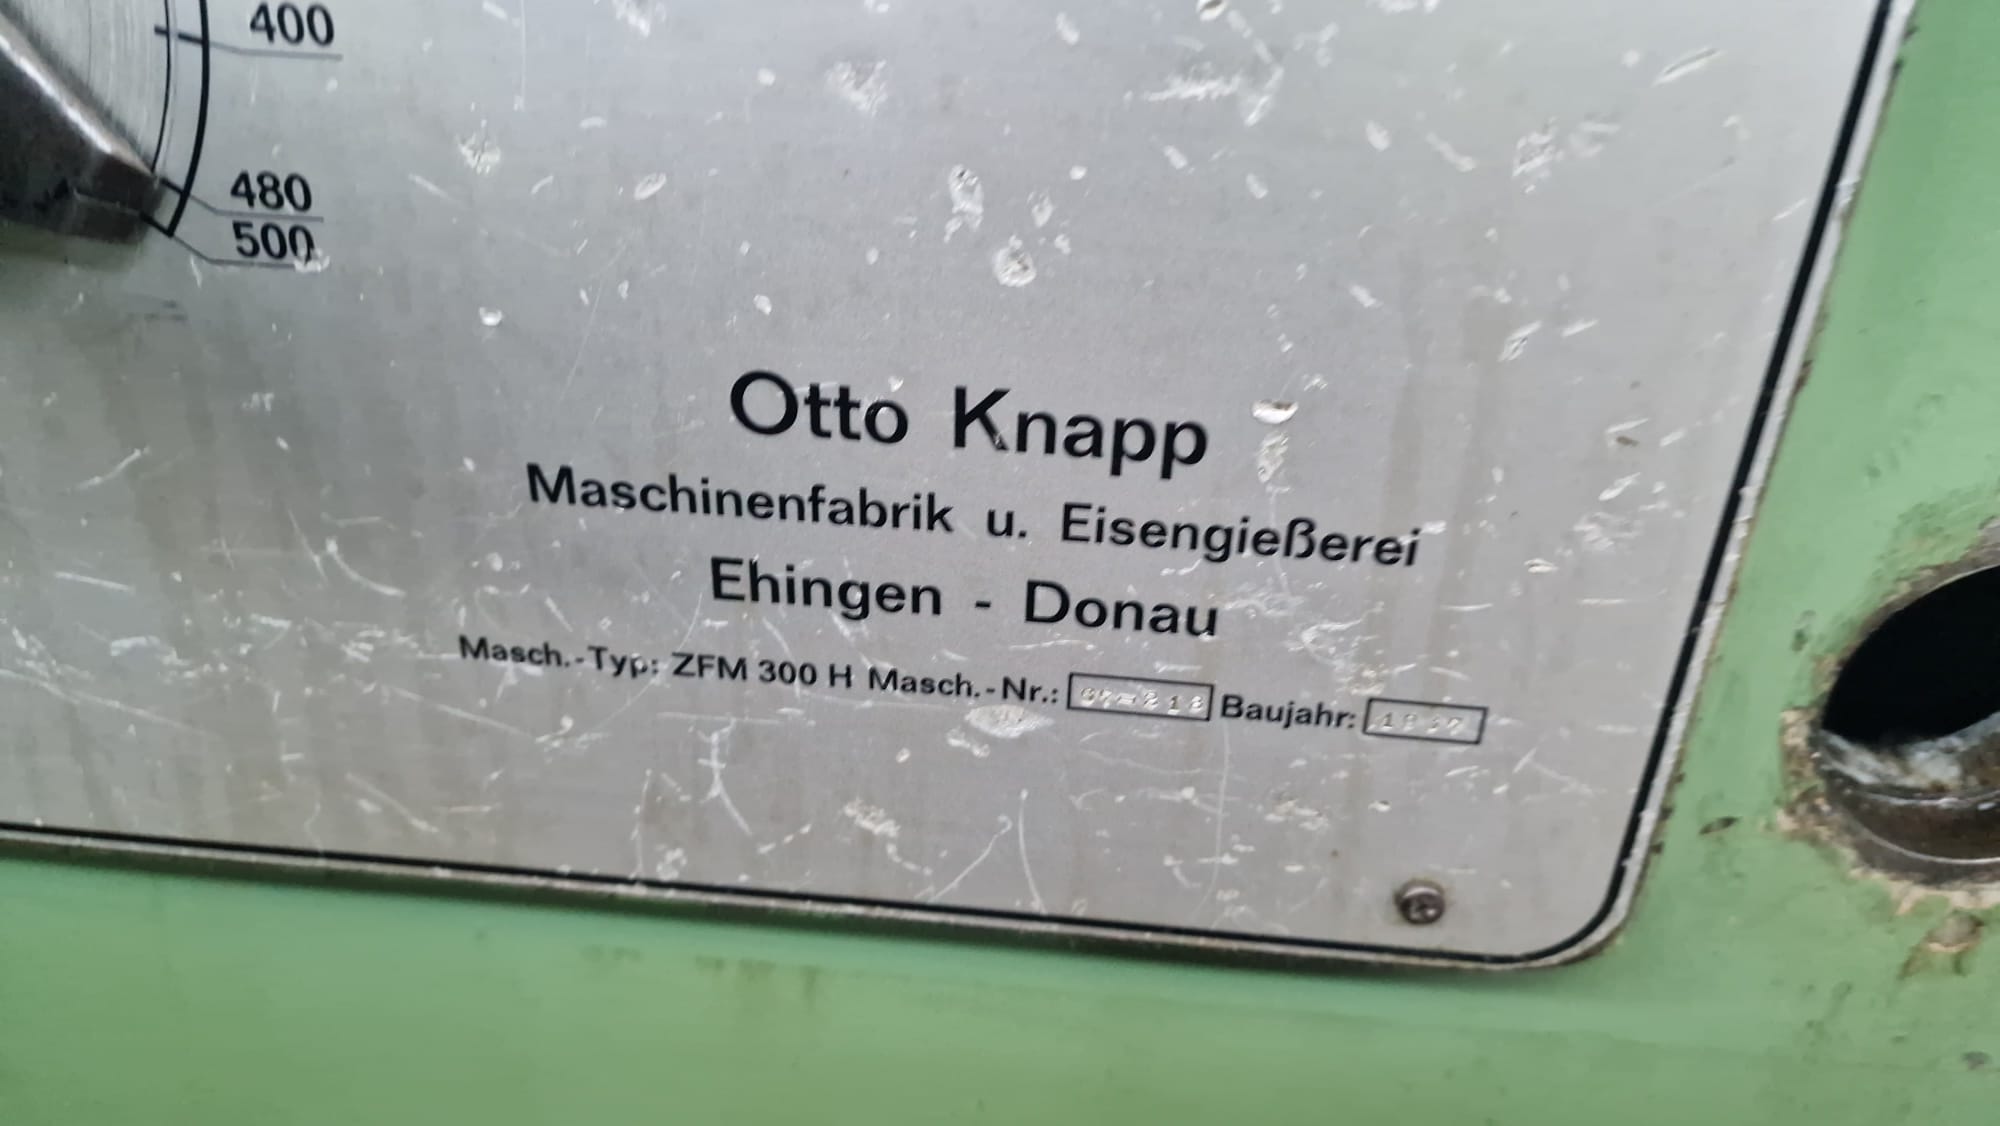 400
480
500
Otto Knapp
Maschinenfabrik u. Eisengießerei
Ehingen - Donau
Masch.-Typ: ZFM 300 H Masch.-Nr.: Baujahr: